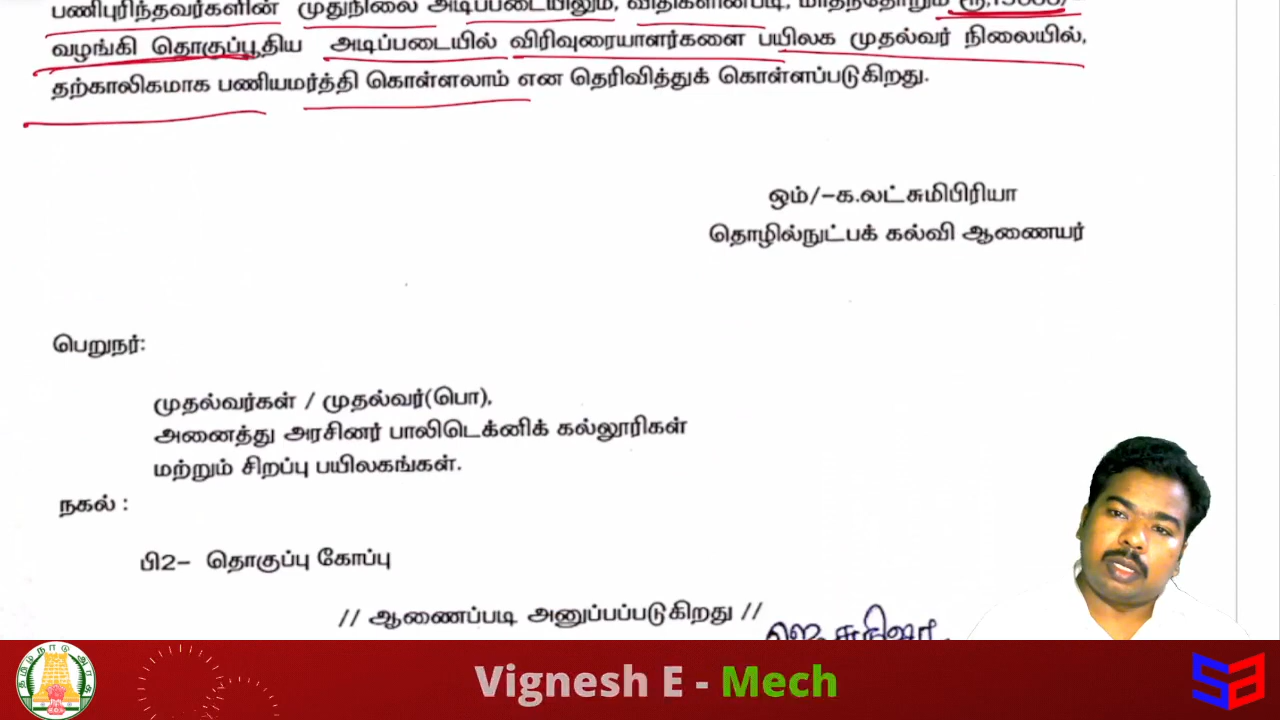 பணிபுரிந்தவர்களின் முதுநிலை அடிப்படையிலும், விதிகளின்படி, மாதந்தோறும்
வழங்கி தொகுப்பூதிய அடிப்படையில் விரிவுரையாளர்களை பயிலக முதல்வர் நிலையில்,
தற்காலிகமாக பணியமர்த்தி கொள்ளலாம் என தெரிவித்துக் கொள்ளப்படுகிறது.
ஒம்/-க.லட்சுமிபிரியா
தொழில்நுட்பக் கல்வி ஆணையர்
பெறுநர்:
முதல்வர்கள் / முதல்வர்(பொ),
அனைத்து அரசினர் பாலிடெக்னிக் கல்லூரிகள்
மற்றும் சிறப்பு பயிலகங்கள்.
நகல் :
பி2- தொகுப்பு கோப்பு
// ஆணைப்படி அனுப்பப்படுகிறது //
Vignesh E - Mech